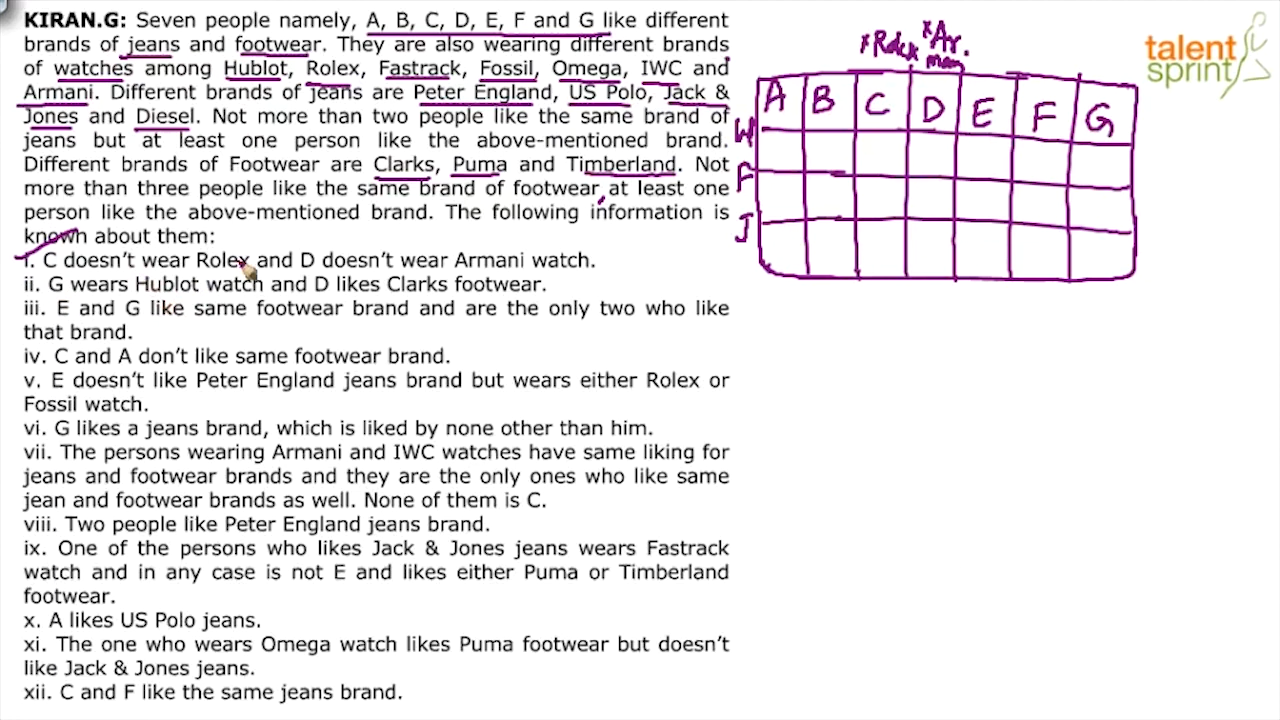 KIRAN.G: Seven people namely, A, B, C, D, E, F and G like different
brands of jeans and footwear. They are also wearing different brands
of watches among Hublot, Rolex, Fastrack, Fossil, Omega, IWC and
Armani. Different brands of jeans are Peter England, US Polo, Jack &
Jones and Diesel. Not more than two people like the same brand of
jeans but at least one person like the above-mentioned brand.
Different brands of Footwear are Clarks, Puma and Timberland. Not
more than three people like the same brand of footwear at least one
person like the above-mentioned brand. The following information is
known about them:
i. C doesn't wear Rolex and D doesn't wear Armani watch.
ii. G wears Hublot watch and D likes Clarks footwear.
iii. E and G like same footwear brand and are the only two who like
that brand.
iv. C and A don't like same footwear brand.
v. E doesn't like Peter England jeans brand but wears either Rolex or
Fossil watch.
vi. G likes a jeans brand, which is liked by none other than him.
vii. The persons wearing Armani and IWC watches have same liking for
jeans and footwear brands and they are the only ones who like same
jean and footwear brands as well. None of them is C.
viii. Two people like Peter England jeans brand.
ix. One of the persons who likes Jack & Jones jeans wears Fastrack
watch and in any case is not E and likes either Puma or Timberland
footwear.
x. A likes US Polo jeans.
xi. The one who wears Omega watch likes Puma footwear but doesn't
like Jack & Jones jeans.
xii. C and F like the same jeans brand.
x Rolex x Ar.
man
A B C D E F G
W
F
J
talent
sprint